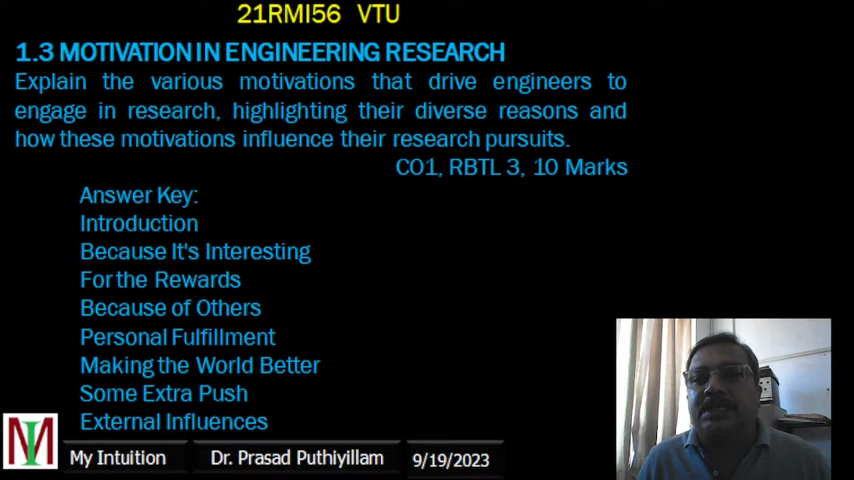 21RMI56 VTU
1.3 MOTIVATION IN ENGINEERING RESEARCH
Explain the various motivations that drive engineers to
engage in research, highlighting their diverse reasons and
how these motivations influence their research pursuits.
CO1, RBTL 3, 10 Marks
Answer Key:
Introduction
Because It's Interesting
For the Rewards
Because of Others
Personal Fulfillment
Making the World Better
Some Extra Push
External Influences
MI
My Intuition
Dr. Prasad Puthiyillam
9/19/2023